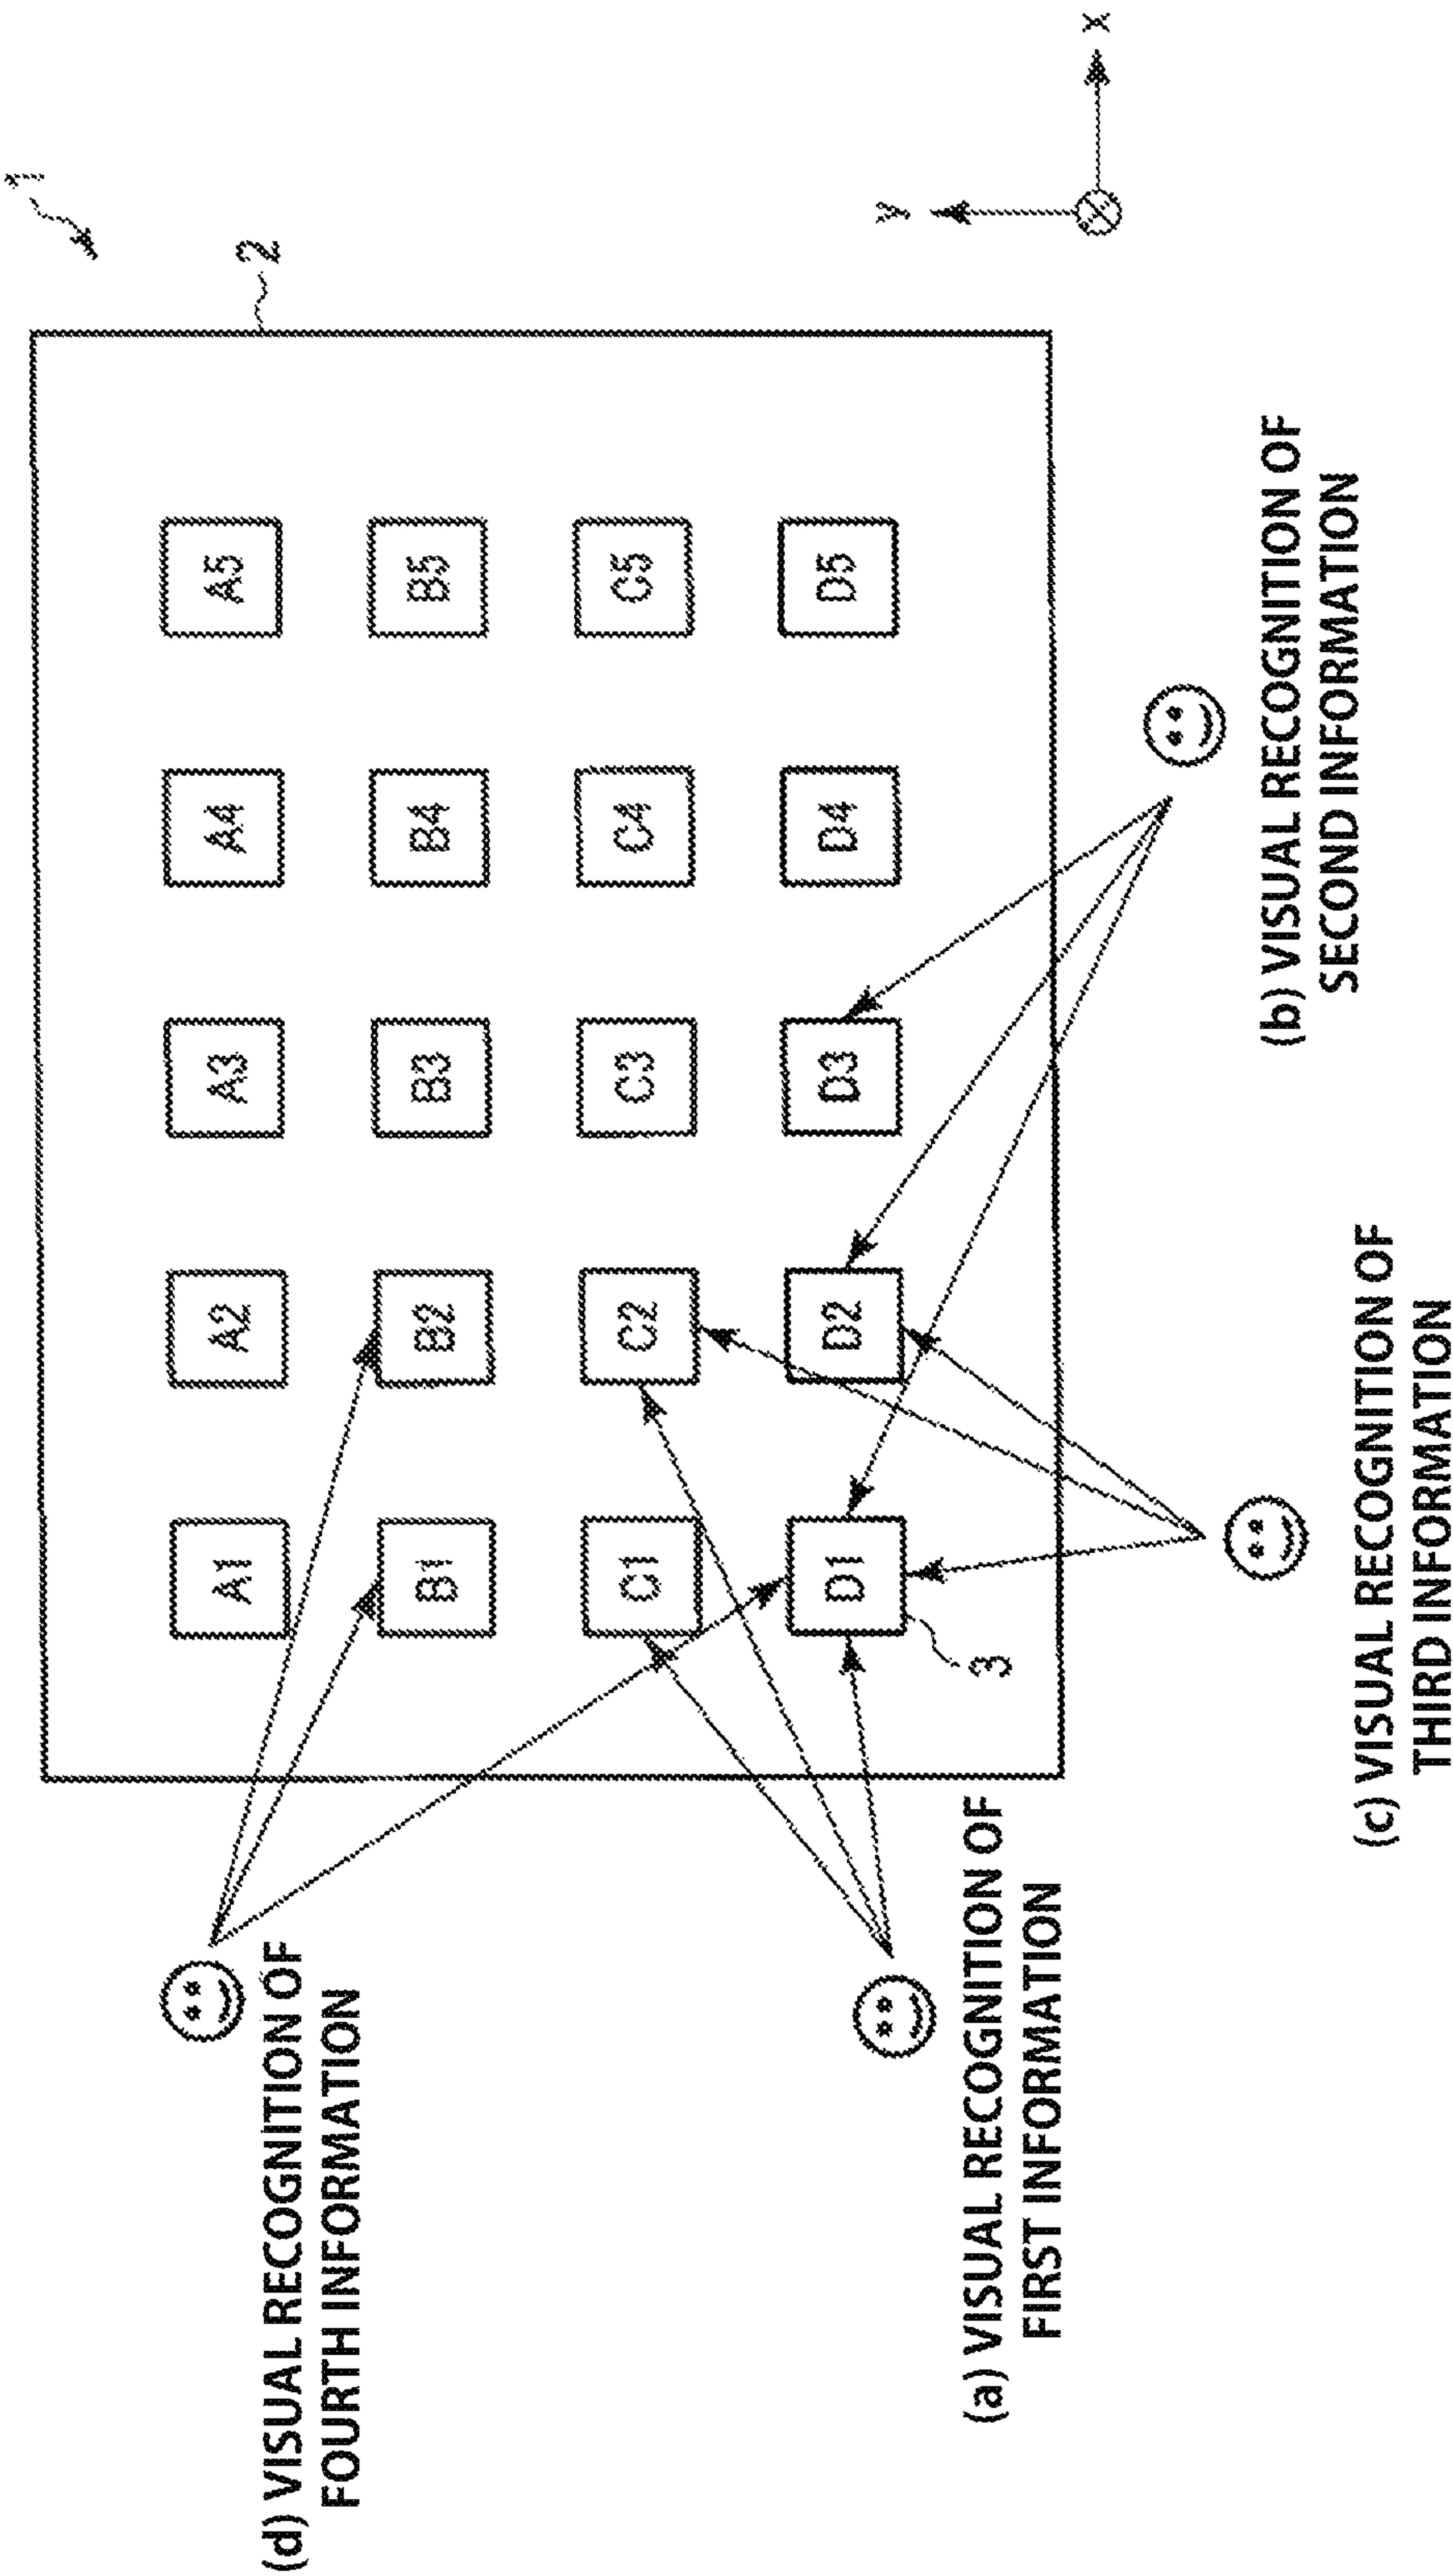 1
2
A1 A2 A3 A4 A5
B1 B2 B3 B4 B5
C1 C2 C3 C4 C5
D1 D2 D3 D4 D5
3
y
x
(d) VISUAL RECOGNITION OF
FOURTH INFORMATION
(a) VISUAL RECOGNITION OF
FIRST INFORMATION
(c) VISUAL RECOGNITION OF
THIRD INFORMATION
(b) VISUAL RECOGNITION OF
SECOND INFORMATION